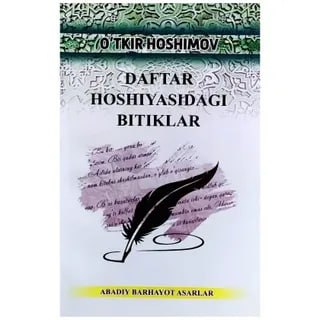 O'TKIR HOSHIMOV
DAFTAR
HOSHIYASIDAGI
BITIKLAR
ABADIY BARHAYOT ASARLAR